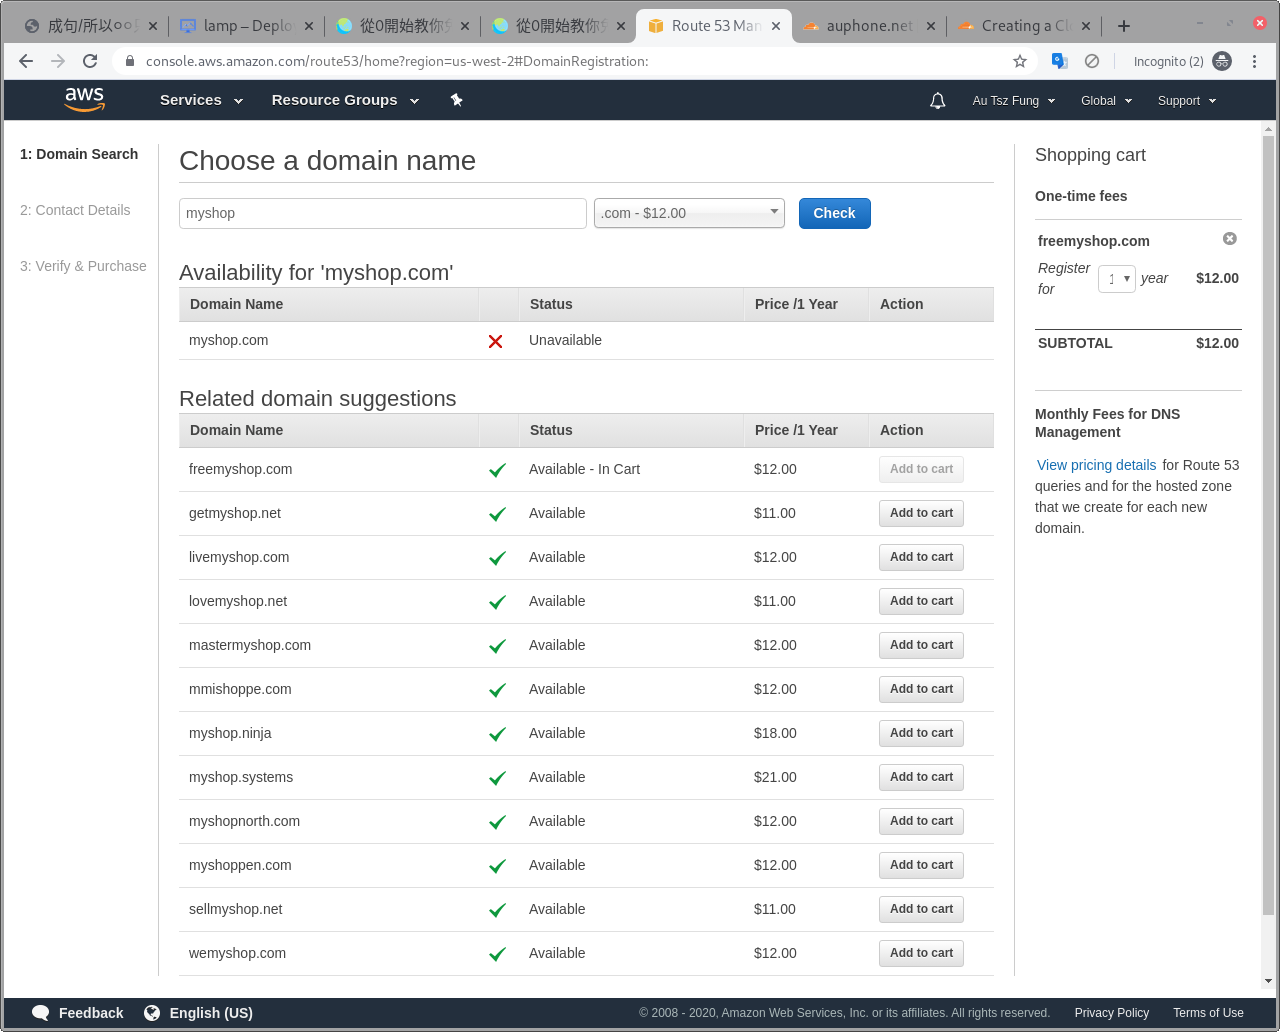 成句/所以
lamp – Deplo
從0開始教你
從0開始教你
Route 53 Man
auphone.net
Creating a Cl
console.aws.amazon.com/route53/home?region=us-west-2#DomainRegistration:
Incognito (2)
aws
Services
Resource Groups
Au Tsz Fung
Global
Support
1: Domain Search
2: Contact Details
3: Verify & Purchase
Choose a domain name
myshop
.com - $12.00
Check
Availability for 'myshop.com'
Domain Name Status Price /1 Year Action
myshop.com Unavailable
Related domain suggestions
Domain Name Status Price /1 Year Action
freemyshop.com Available - In Cart $12.00 Add to cart
getmyshop.net Available $11.00 Add to cart
livemyshop.com Available $12.00 Add to cart
lovemyshop.net Available $11.00 Add to cart
mastermyshop.com Available $12.00 Add to cart
mmishoppe.com Available $12.00 Add to cart
myshop.ninja Available $18.00 Add to cart
myshop.systems Available $21.00 Add to cart
myshopnorth.com Available $12.00 Add to cart
myshoppen.com Available $12.00 Add to cart
sellmyshop.net Available $11.00 Add to cart
wemyshop.com Available $12.00 Add to cart
Shopping cart
One-time fees
freemyshop.com
Register for 1 year $12.00
SUBTOTAL $12.00
Monthly Fees for DNS
Management
View pricing details for Route 53
queries and for the hosted zone
that we create for each new
domain.
Feedback
English (US)
© 2008 - 2020, Amazon Web Services, Inc. or its affiliates. All rights reserved.
Privacy Policy
Terms of Use